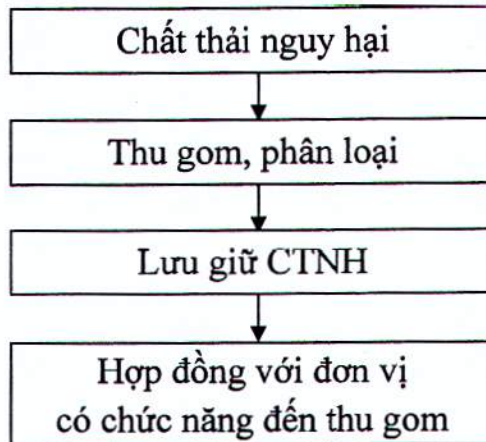 Chất thải nguy hại
Thu gom, phân loại
Lưu giữ CTNH
Hợp đồng với đơn vị
có chức năng đến thu gom